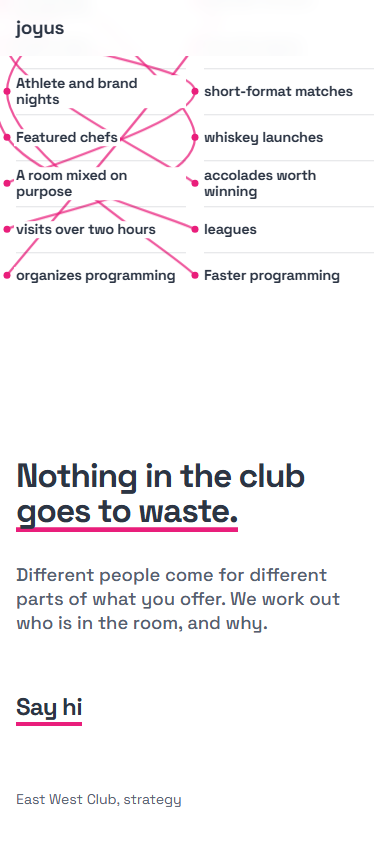 joyus
Athlete and brand
nights
short-format matches
Featured chefs
whiskey launches
A room mixed on
purpose
accolades worth
winning
visits over two hours
leagues
organizes programming
Faster programming
Nothing in the club
goes to waste.
Different people come for different
parts of what you offer. We work out
who is in the room, and why.
Say hi
East West Club, strategy